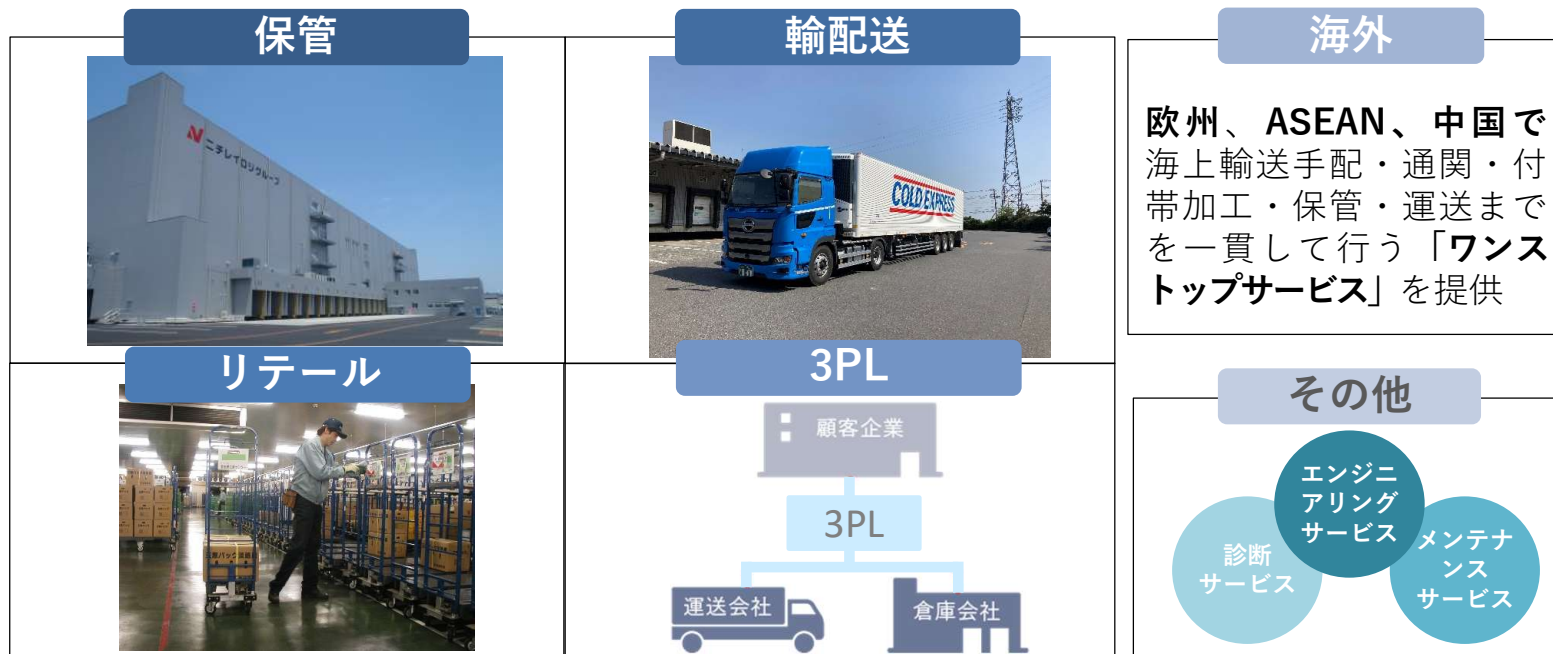 保管
ニチレイロジグループ
輸配送
COLD EXPRESS
海外
欧州、ASEAN、中国で
海上輸送手配・通関・付
帯加工・保管・運送まで
を一貫して行う「ワンス
トップサービス」を提供
リテール
3PL
顧客企業
3PL
運送会社
倉庫会社
その他
エンジニ
アリング
サービス
診断
サービス
メンテナ
ンス
サービス